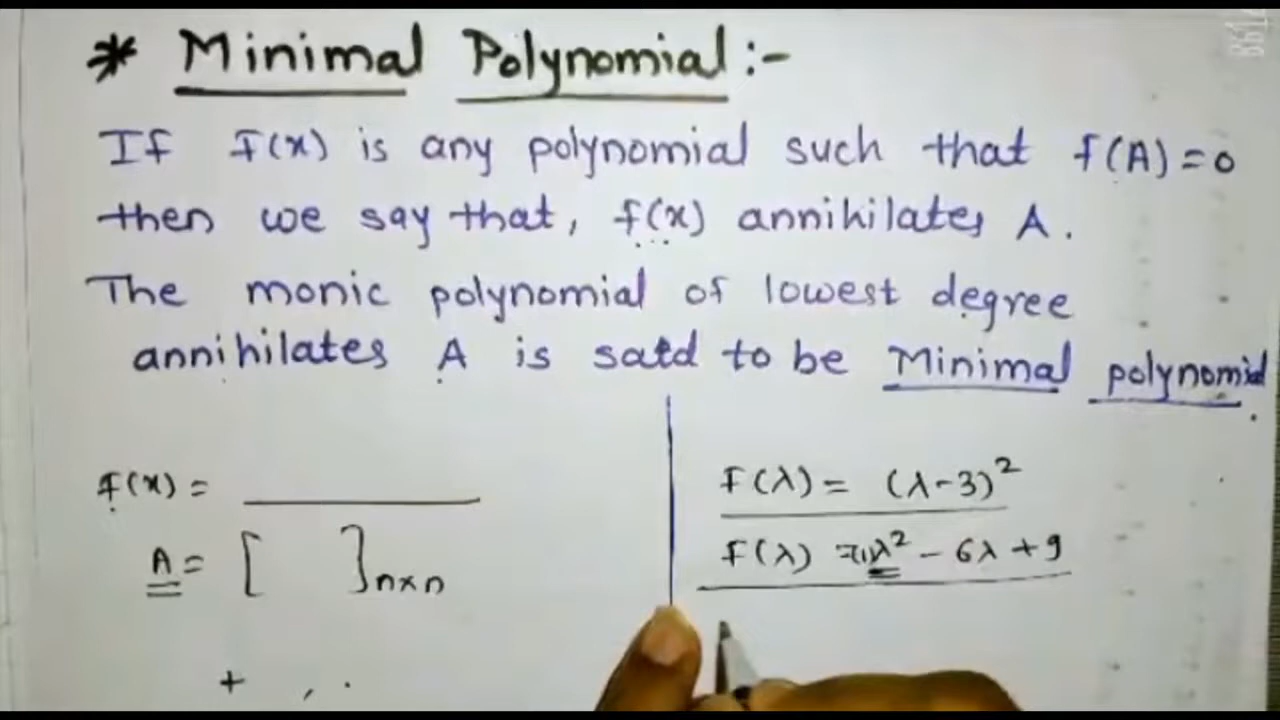 * Minimal Polynomial :-
If f(x) is any polynomial such that f(A) = 0
then we say that, f(x) annihilates A.
The monic polynomial of lowest degree
annihilates A is said to be Minimal polynomial.
f(x) = ______
A = [ ]n×n
+ , .
f(λ) = (λ-3)²
f(λ) = 1λ² - 6λ + 9